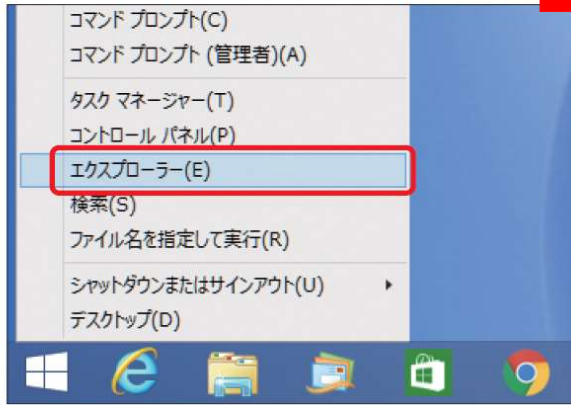 コマンド プロンプト(C)
コマンド プロンプト (管理者)(A)
タスク マネージャー(T)
コントロール パネル(P)
エクスプローラー(E)
検索(S)
ファイル名を指定して実行(R)
シャットダウンまたはサインアウト(U)
デスクトップ(D)